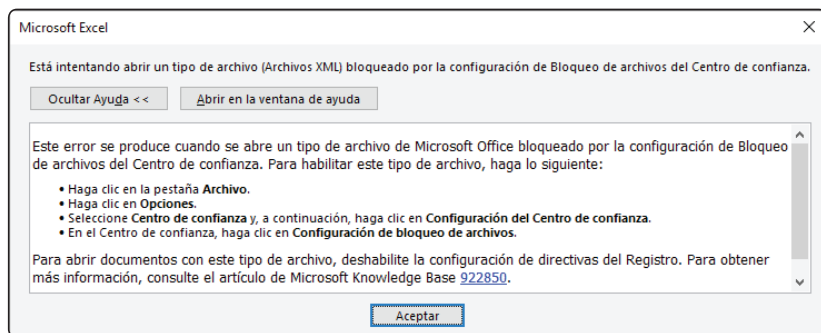 Microsoft Excel
Está intentando abrir un tipo de archivo (Archivos XML) bloqueado por la configuración de Bloqueo de archivos del Centro de confianza.
Ocultar Ayuda << Abrir en la ventana de ayuda
Este error se produce cuando se abre un tipo de archivo de Microsoft Office bloqueado por la configuración de Bloqueo
de archivos del Centro de confianza. Para habilitar este tipo de archivo, haga lo siguiente:
• Haga clic en la pestaña Archivo.
• Haga clic en Opciones.
• Seleccione Centro de confianza y, a continuación, haga clic en Configuración del Centro de confianza.
• En el Centro de confianza, haga clic en Configuración de bloqueo de archivos.
Para abrir documentos con este tipo de archivo, deshabilite la configuración de directivas del Registro. Para obtener
más información, consulte el artículo de Microsoft Knowledge Base 922850.
Aceptar